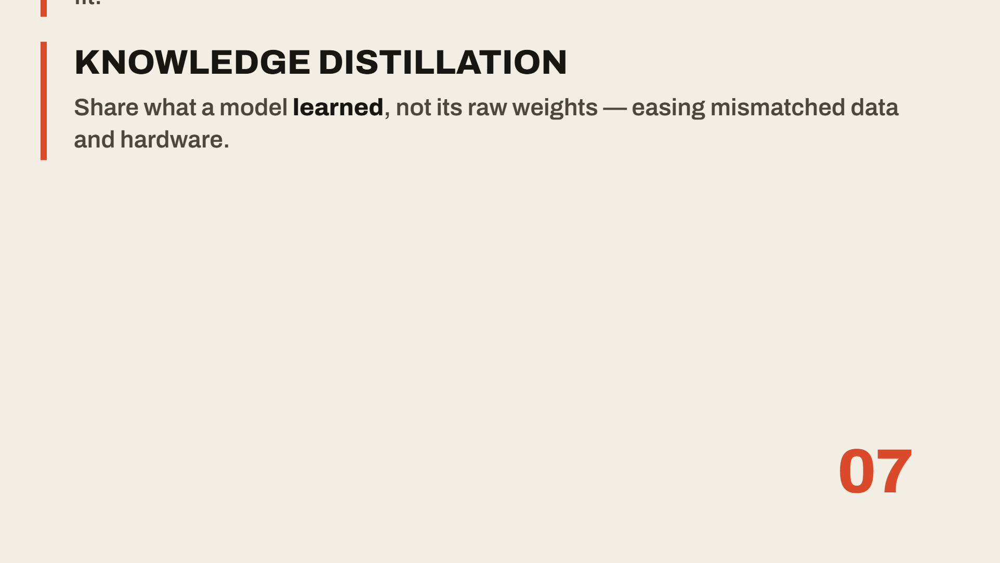 KNOWLEDGE DISTILLATION
Share what a model learned, not its raw weights — easing mismatched data
and hardware.
07